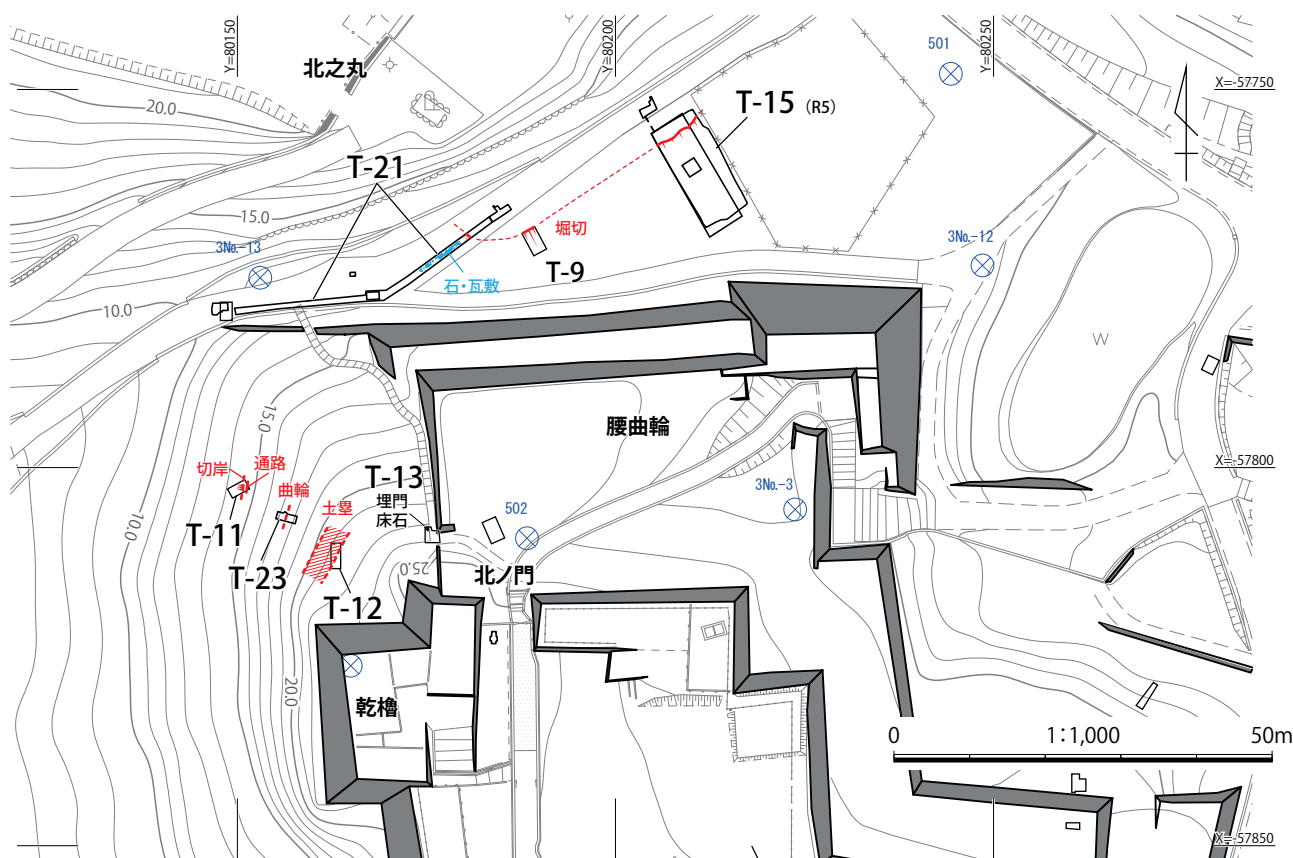 Y=80150
Y=80200
Y=80250
501
X=-57750
北之丸
20.0
T-15 (R5)
T-21
15.0
3No.-13
堀切
3No.-12
T-9
石・瓦敷
10.0
W
15.0
腰曲輪
切岸
通路
T-13
埋門
床石
X=-57800
曲輪
3No.-3
土塁
10.0
T-11
502
T-23
25.0
北ノ門
T-12
20.0
乾櫓
0
1:1,000
50m
X=-57850